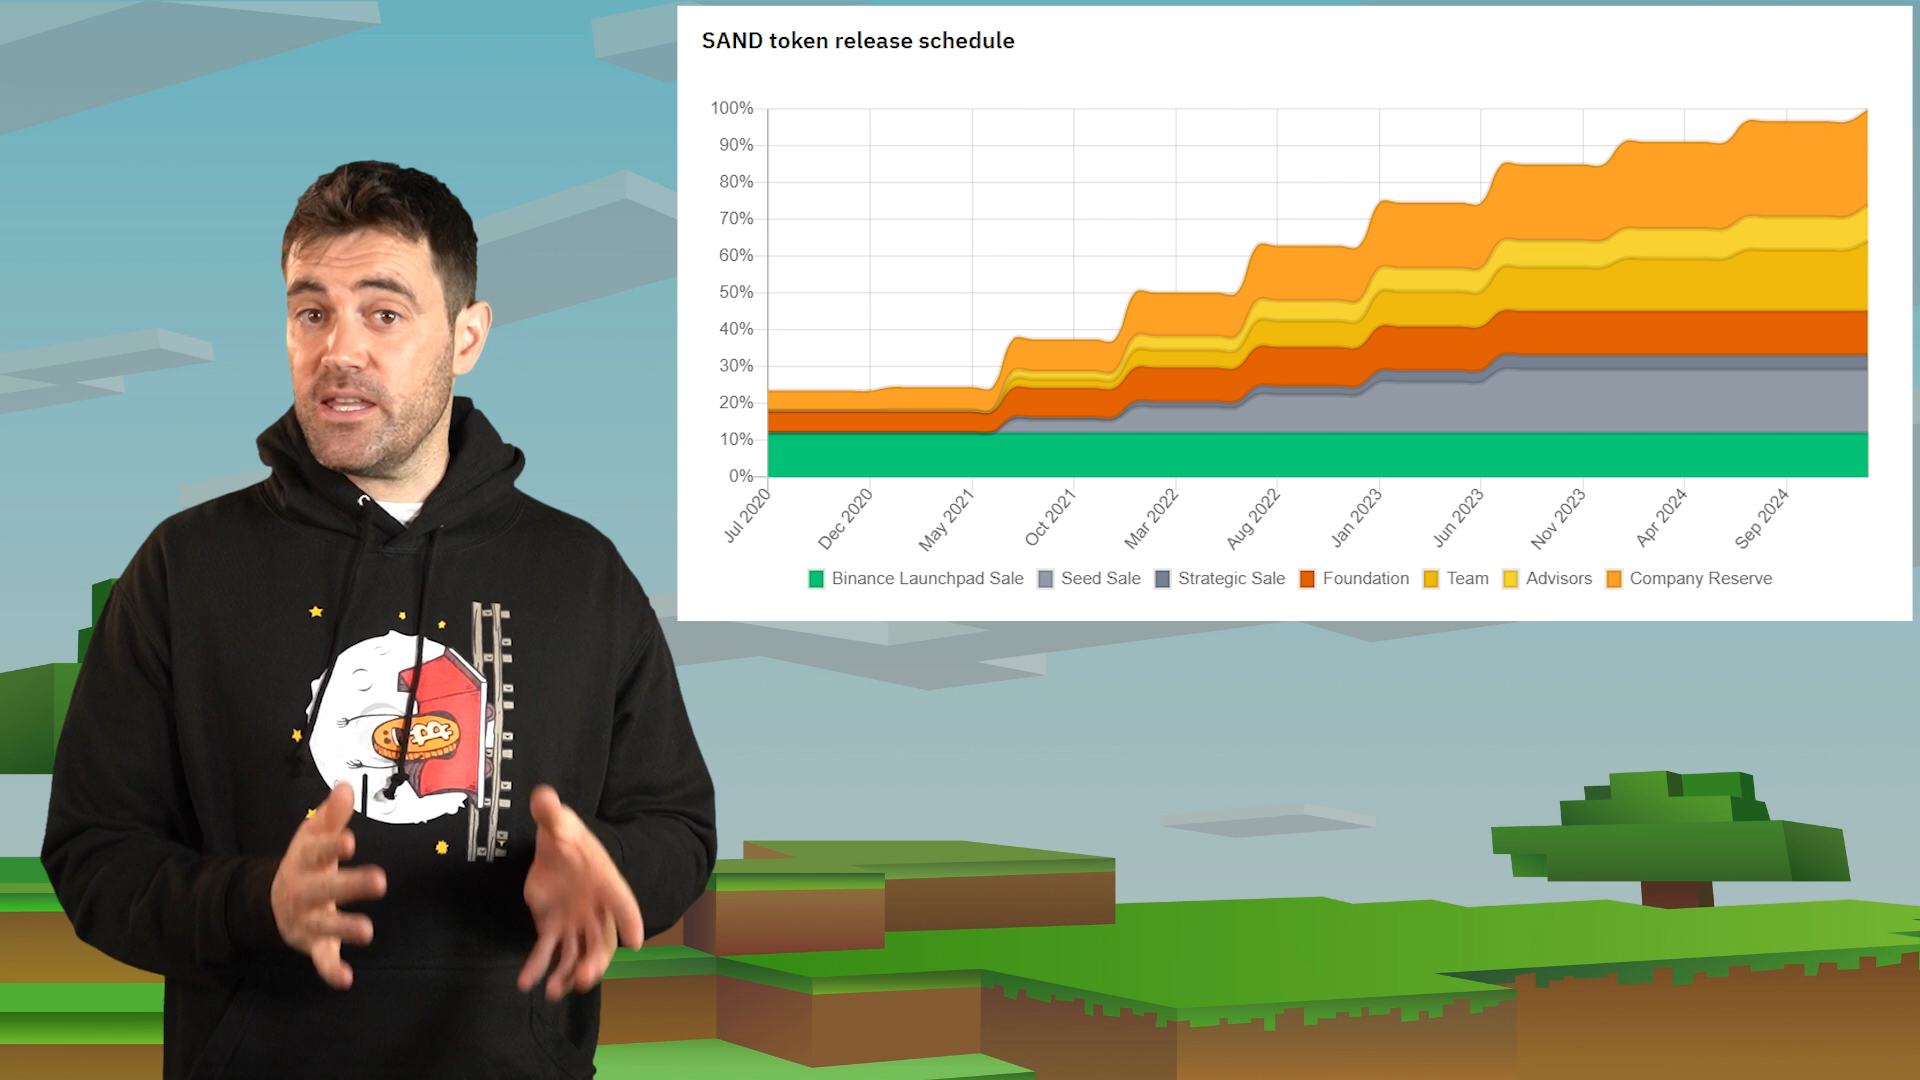 SAND token release schedule
100%
90%
80%
70%
60%
50%
40%
30%
20%
10%
0%
Jul 2020
Dec 2020
May 2021
Oct 2021
Mar 2022
Aug 2022
Jan 2023
Jun 2023
Nov 2023
Apr 2024
Sep 2024
Binance Launchpad Sale
Seed Sale
Strategic Sale
Foundation
Team
Advisors
Company Reserve